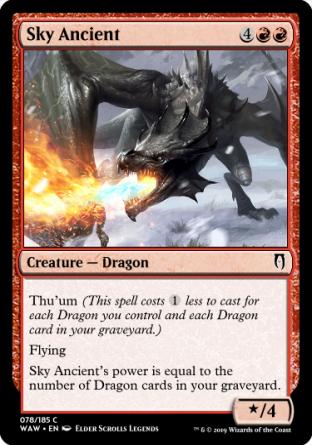 Sky Ancient 4
Creature — Dragon
Thu'um (This spell costs 1 less to cast for
each Dragon you control and each Dragon
card in your graveyard.)
Flying
Sky Ancient's power is equal to the
number of Dragon cards in your graveyard.
★/4
078/185 C
WAW • EN Elder Scrolls Legends
™ & © 2019 Wizards of the Coast